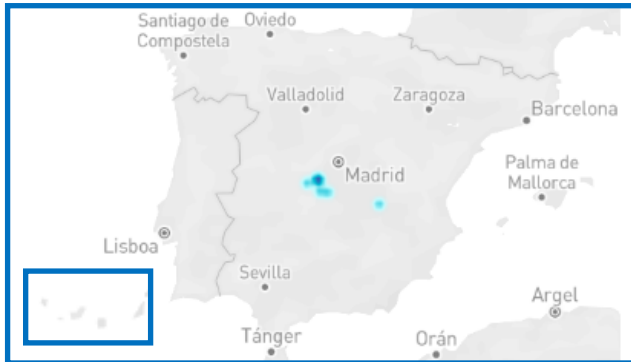 Santiago de
Compostela
Oviedo
Valladolid
Zaragoza
Barcelona
Madrid
Palma de
Mallorca
Lisboa
Sevilla
Argel
Tánger
Orán